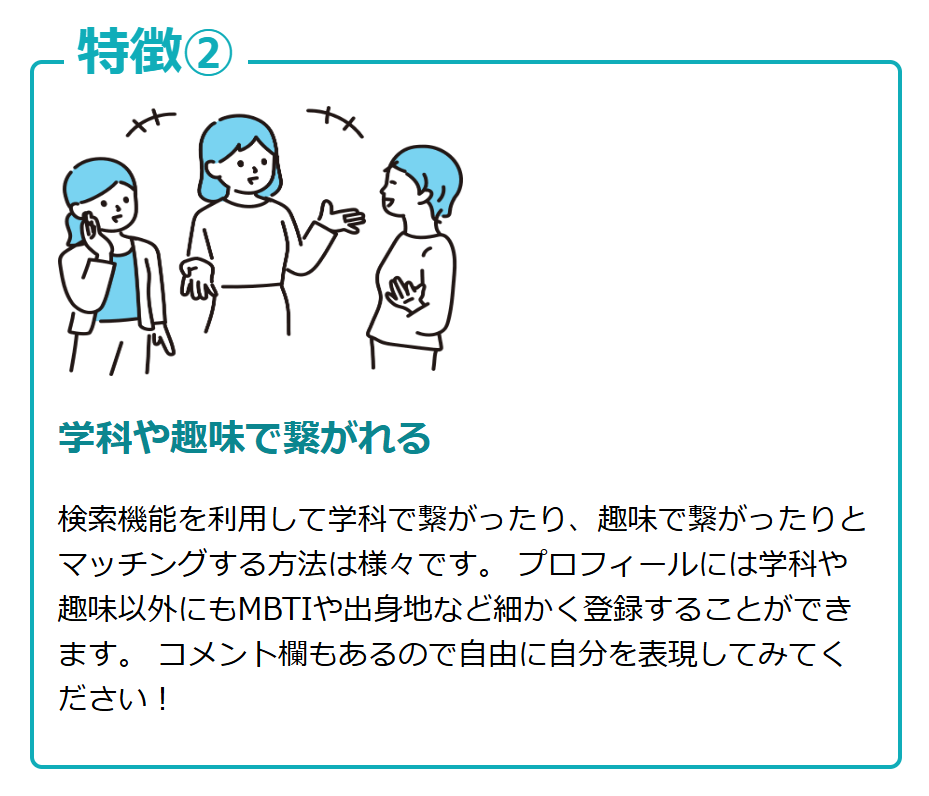 特徴②
学科や趣味で繋がれる
検索機能を利用して学科で繋がったり、趣味で繋がったりと
マッチングする方法は様々です。 プロフィールには学科や
趣味以外にもMBTIや出身地など細かく登録することができ
ます。 コメント欄もあるので自由に自分を表現してみてく
ださい！